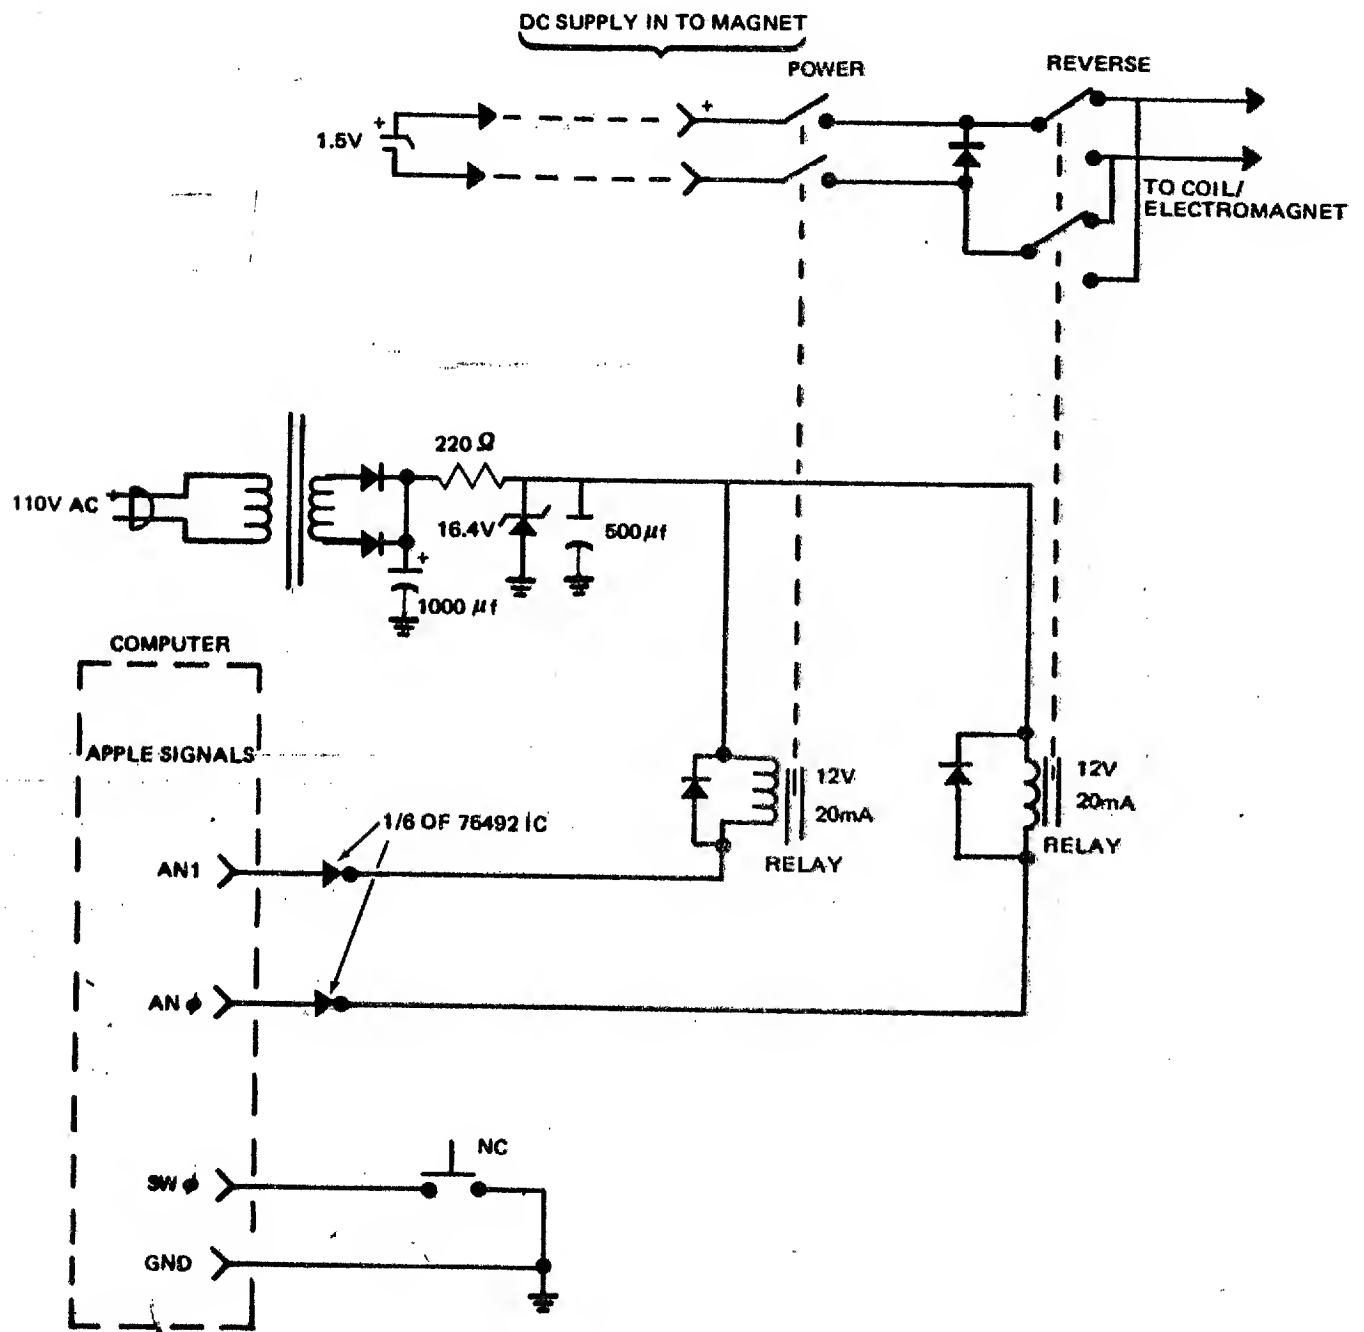 DC SUPPLY IN TO MAGNET
POWER
REVERSE
+
+
1.5V
TO COIL/
ELECTROMAGNET
220 Ω
110V AC
+
16.4V
500 µf
+
1000 µf
COMPUTER
APPLE SIGNALS
12V
20mA
RELAY
12V
20mA
RELAY
1/6 OF 75492 IC
AN1
AN ϕ
NC
SW ϕ
GND